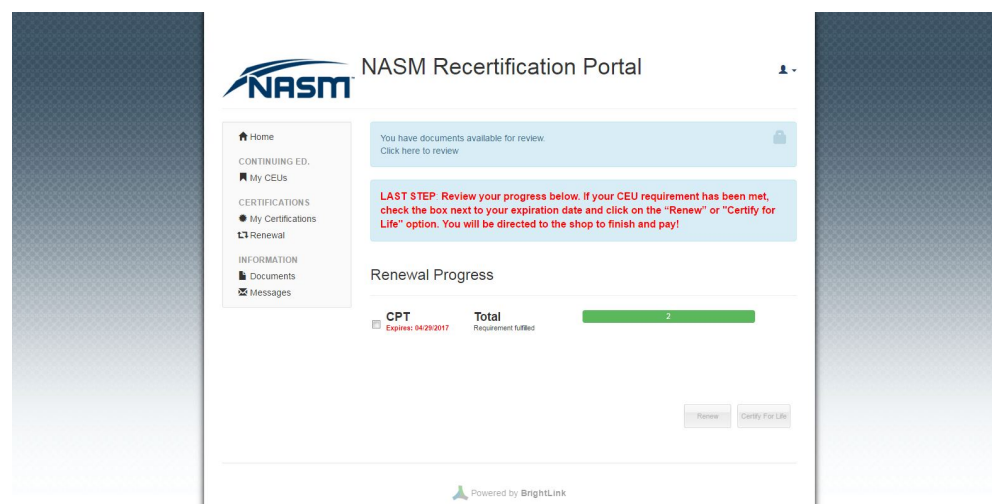 NASM
NASM Recertification Portal
Home
CONTINUING ED.
My CEUs
CERTIFICATIONS
My Certifications
Renewal
INFORMATION
Documents
Messages
You have documents available for review.
Click here to review
LAST STEP: Review your progress below. If your CEU requirement has been met,
check the box next to your expiration date and click on the “Renew” or "Certify for
Life" option. You will be directed to the shop to finish and pay!
Renewal Progress
CPT
Expires: 04/29/2017
Total
Requirement fulfilled
2
Renew
Certify For Life
Powered by BrightLink